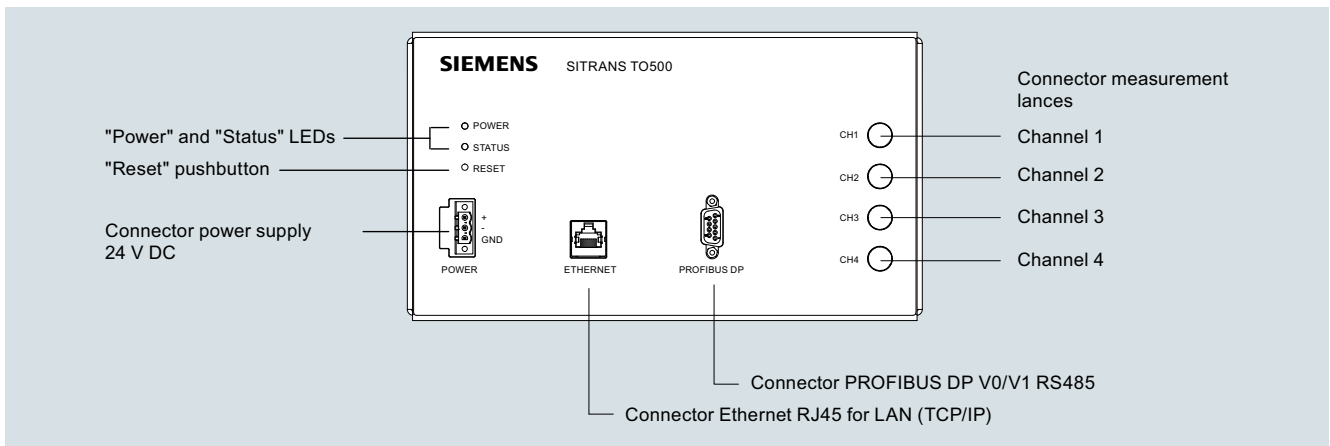 SIEMENS SITRANS TO500
Connector measurement
lances
"Power" and "Status" LEDs
POWER
STATUS
"Reset" pushbutton
RESET
CH1
Channel 1
CH2
Channel 2
CH3
Channel 3
CH4
Channel 4
Connector power supply
24 V DC
+
-
GND
POWER
ETHERNET
PROFIBUS DP
Connector PROFIBUS DP V0/V1 RS485
Connector Ethernet RJ45 for LAN (TCP/IP)